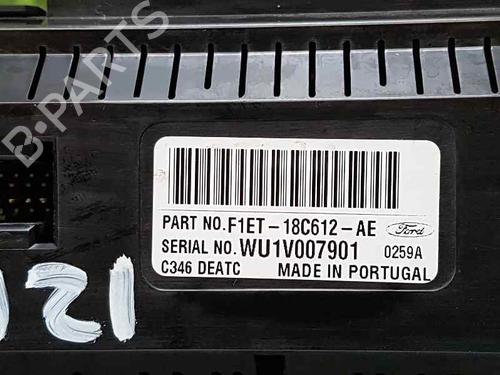 B-PARTS
PART NO.F1ET-18C612-AE Ford
SERIAL NO.WU1V007901 0259A
C346 DEATC MADE IN PORTUGAL